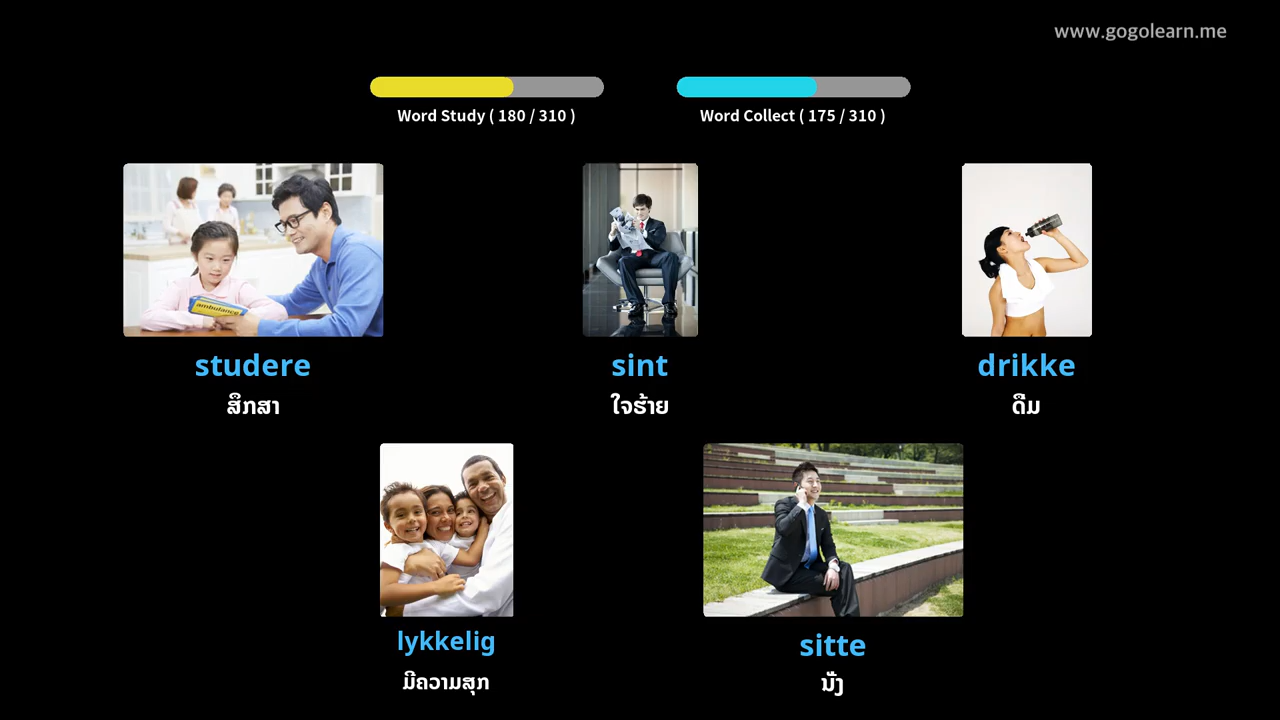 www.gogolearn.me
Word Study ( 180 / 310 )
Word Collect ( 175 / 310 )
ambulance
studere
ສຶກສາ
sint
ໃຈຮ້າຍ
drikke
ດື່ມ
lykkelig
ມີຄວາມສຸກ
sitte
ນັ່ງ